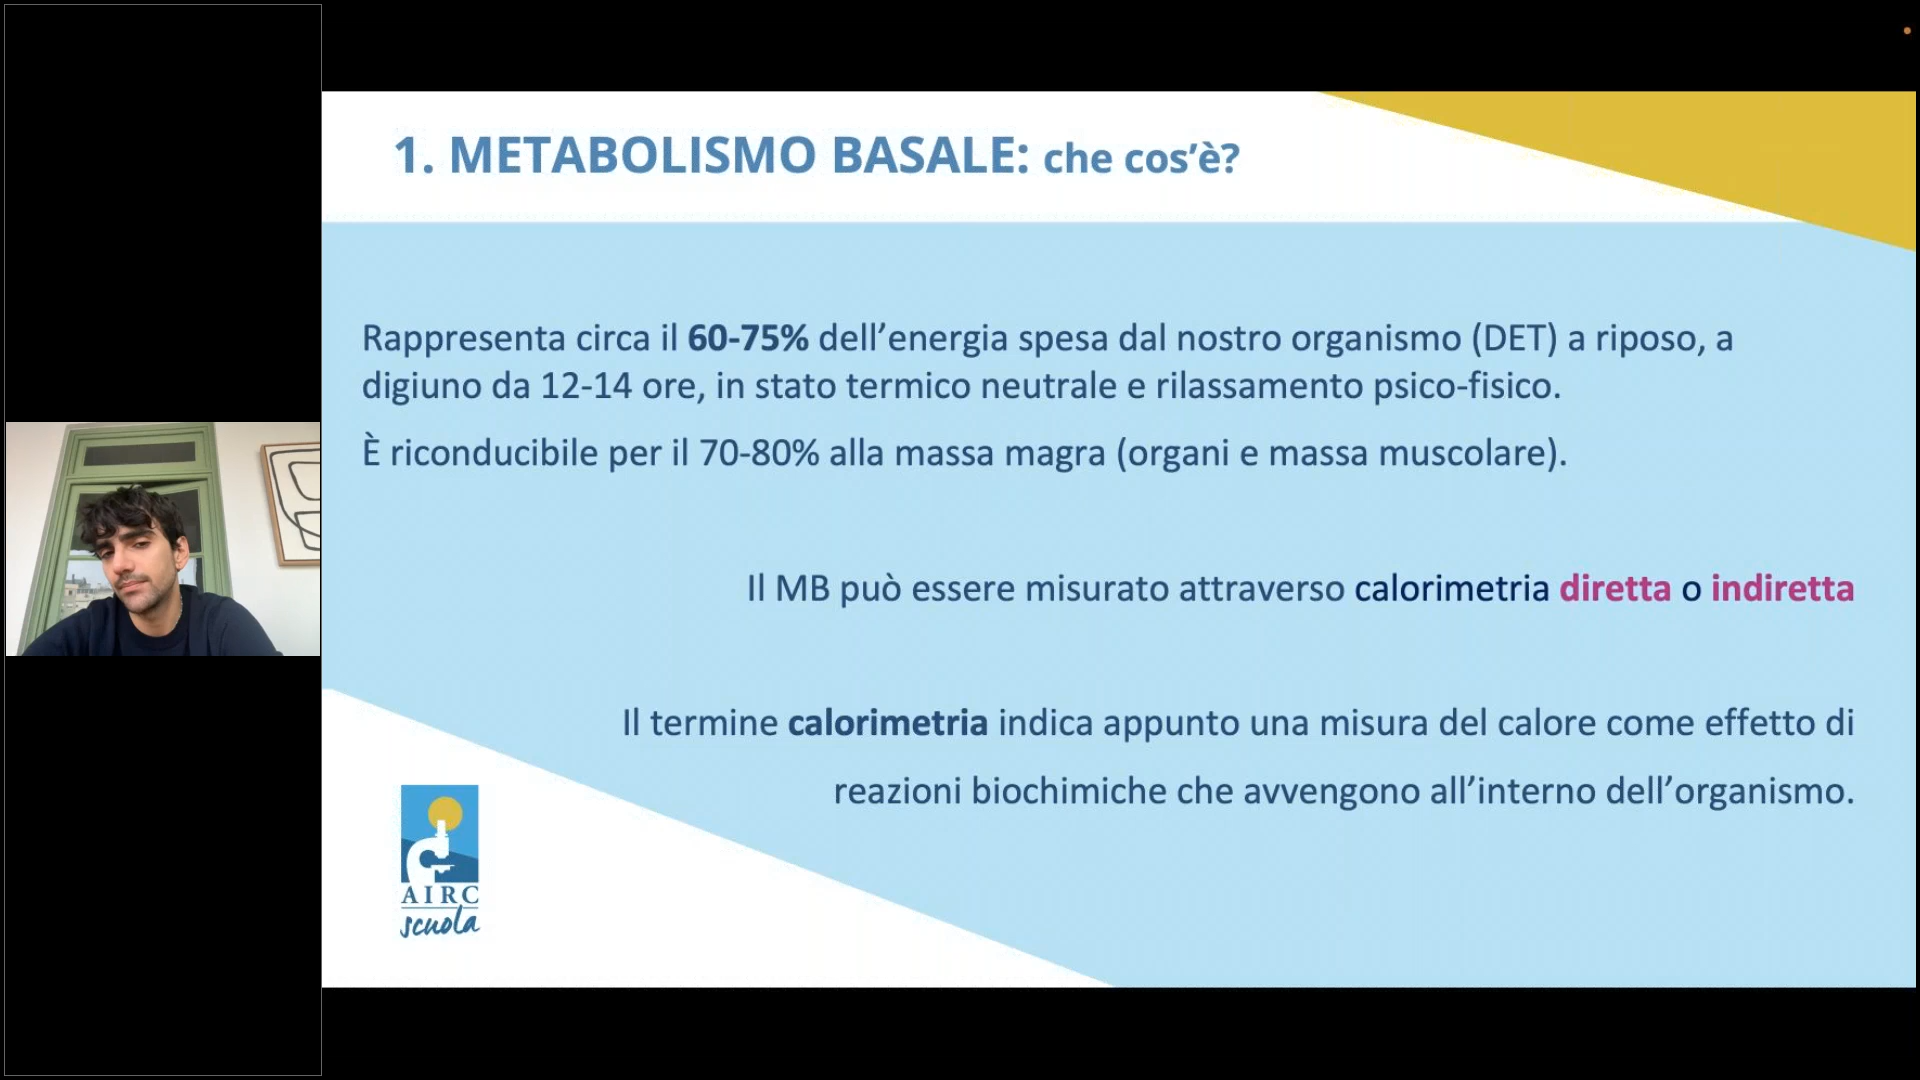 1. METABOLISMO BASALE: che cos’è?
Rappresenta circa il 60-75% dell’energia spesa dal nostro organismo (DET) a riposo, a
digiuno da 12-14 ore, in stato termico neutrale e rilassamento psico-fisico.
È riconducibile per il 70-80% alla massa magra (organi e massa muscolare).
Il MB può essere misurato attraverso calorimetria diretta o indiretta
Il termine calorimetria indica appunto una misura del calore come effetto di
reazioni biochimiche che avvengono all’interno dell’organismo.
AIRC
scuola